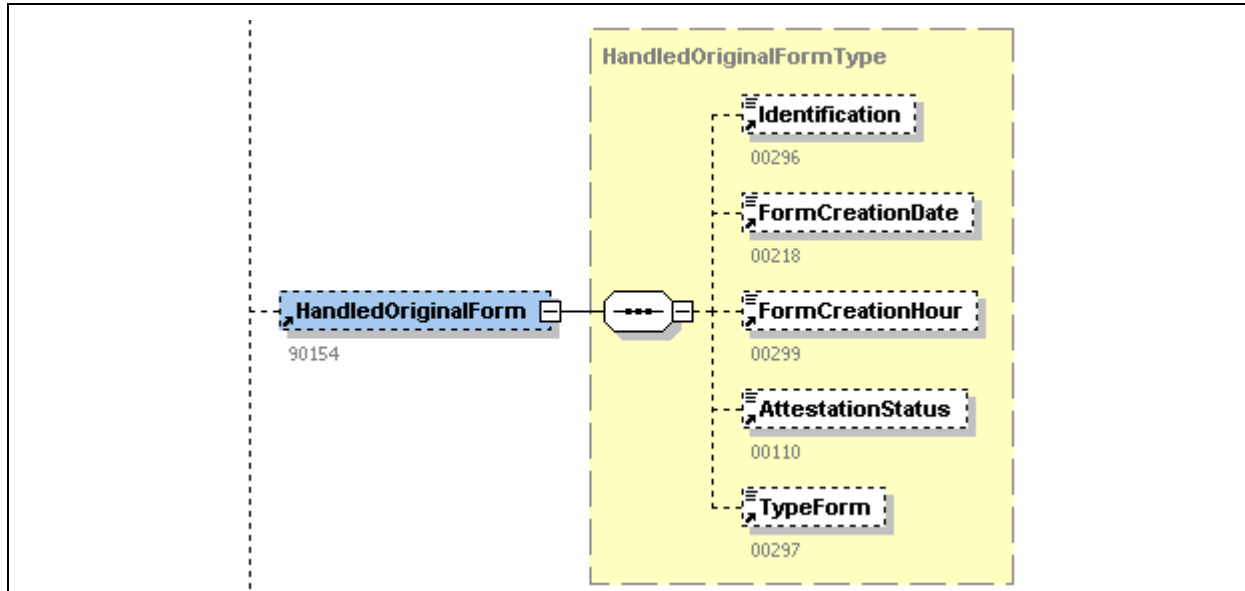 HandledOriginalFormType
Identification
00296
FormCreationDate
00218
HandledOriginalForm
90154
FormCreationHour
00299
AttestationStatus
00110
TypeForm
00297